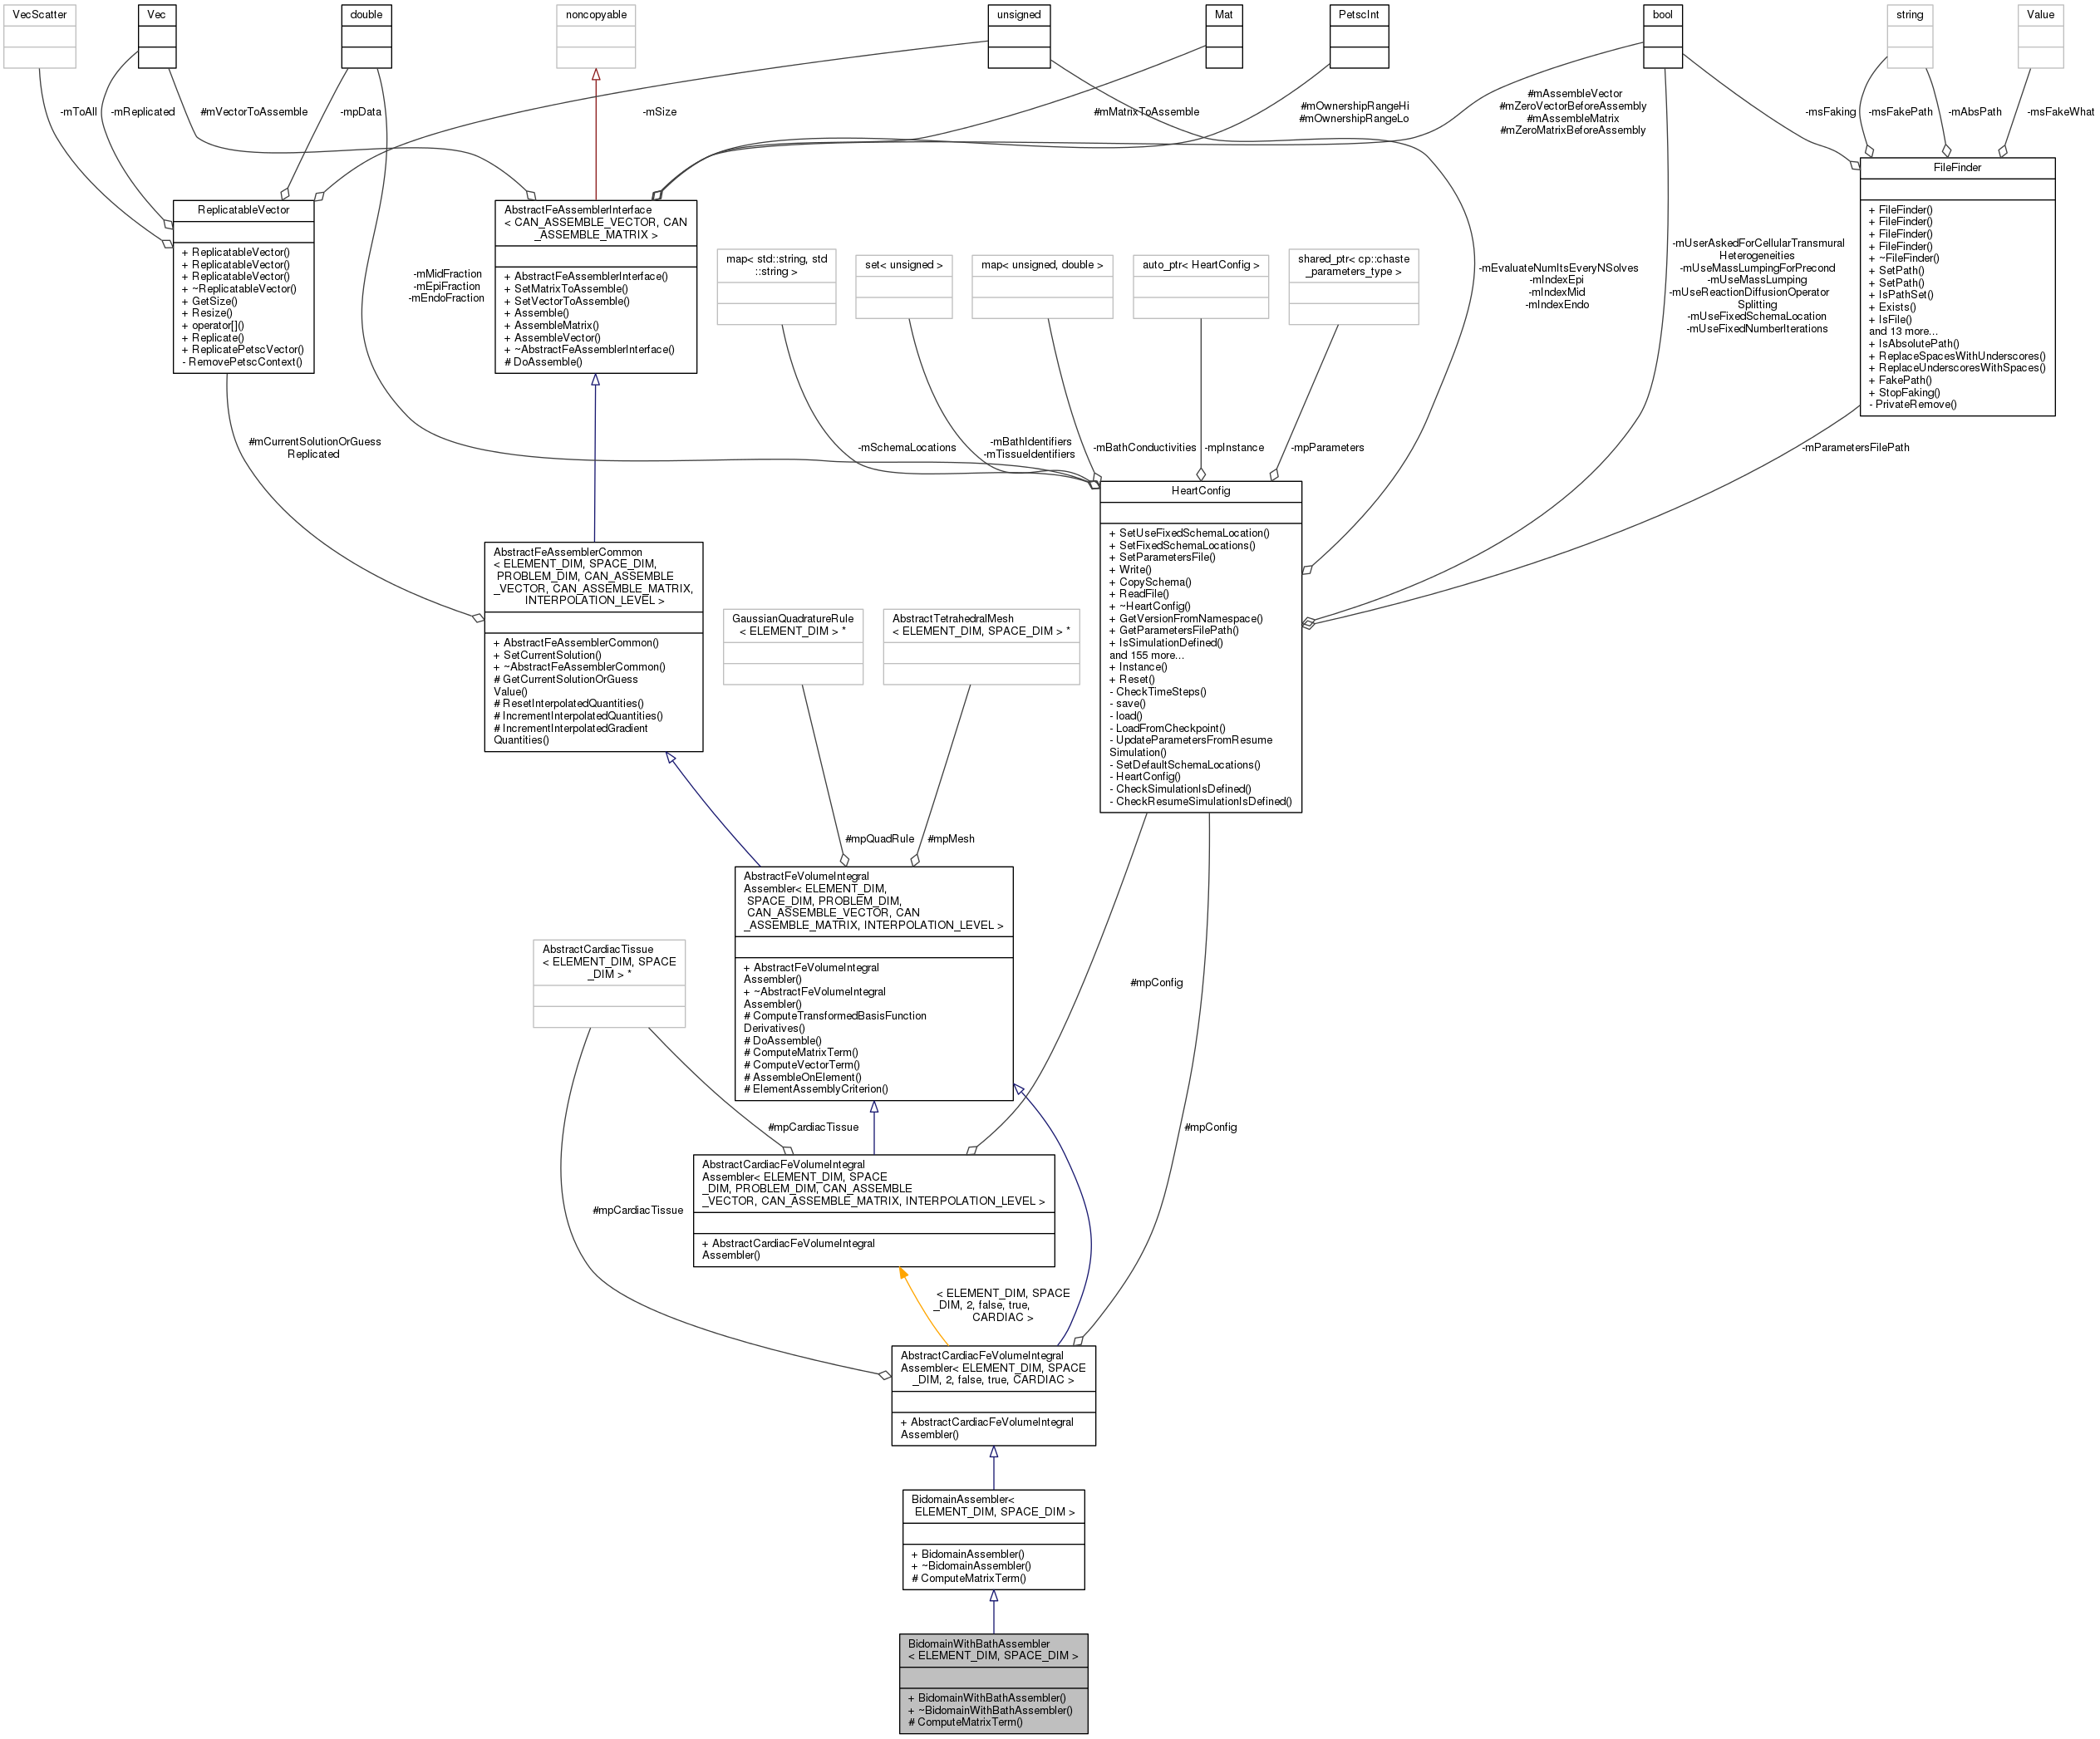 VecScatter
Vec
double
noncopyable
unsigned
Mat
PetscInt
bool
string
Value
-mToAll
-mReplicated
#mVectorToAssemble
-mpData
-mSize
#mMatrixToAssemble
#mOwnershipRangeHi
#mOwnershipRangeLo
#mAssembleVector
#mZeroVectorBeforeAssembly
#mAssembleMatrix
#mZeroMatrixBeforeAssembly
-msFaking
-msFakePath
-mAbsPath
-msFakeWhat
FileFinder
+ FileFinder()
+ FileFinder()
+ FileFinder()
+ FileFinder()
+ ~FileFinder()
+ SetPath()
+ SetPath()
+ IsPathSet()
+ Exists()
+ IsFile()
and 13 more...
+ IsAbsolutePath()
+ ReplaceSpacesWithUnderscores()
+ ReplaceUnderscoresWithSpaces()
+ FakePath()
+ StopFaking()
- PrivateRemove()
ReplicatableVector
+ ReplicatableVector()
+ ReplicatableVector()
+ ReplicatableVector()
+ ~ReplicatableVector()
+ GetSize()
+ Resize()
+ operator[]()
+ Replicate()
+ ReplicatePetscVector()
- RemovePetscContext()
-mMidFraction
-mEpiFraction
-mEndoFraction
AbstractFeAssemblerInterface
< CAN_ASSEMBLE_VECTOR, CAN
_ASSEMBLE_MATRIX >
+ AbstractFeAssemblerInterface()
+ SetMatrixToAssemble()
+ SetVectorToAssemble()
+ Assemble()
+ AssembleMatrix()
+ AssembleVector()
+ ~AbstractFeAssemblerInterface()
# DoAssemble()
map< std::string, std
::string >
set< unsigned >
map< unsigned, double >
auto_ptr< HeartConfig >
shared_ptr< cp::chaste
_parameters_type >
-mEvaluateNumItsEveryNSolves
-mIndexEpi
-mIndexMid
-mIndexEndo
-mUserAskedForCellularTransmural
Heterogeneities
-mUseMassLumpingForPrecond
-mUseMassLumping
-mUseReactionDiffusionOperator
Splitting
-mUseFixedSchemaLocation
-mUseFixedNumberIterations
#mCurrentSolutionOrGuess
Replicated
-mSchemaLocations
-mBathIdentifiers
-mTissueIdentifiers
-mBathConductivities
-mpInstance
-mpParameters
-mParametersFilePath
HeartConfig
+ SetUseFixedSchemaLocation()
+ SetFixedSchemaLocations()
+ SetParametersFile()
+ Write()
+ CopySchema()
+ ReadFile()
+ ~HeartConfig()
+ GetVersionFromNamespace()
+ GetParametersFilePath()
+ IsSimulationDefined()
and 155 more...
+ Instance()
+ Reset()
- CheckTimeSteps()
- save()
- load()
- LoadFromCheckpoint()
- UpdateParametersFromResume
Simulation()
- SetDefaultSchemaLocations()
- HeartConfig()
- CheckSimulationIsDefined()
- CheckResumeSimulationIsDefined()
AbstractFeAssemblerCommon
< ELEMENT_DIM, SPACE_DIM,
PROBLEM_DIM, CAN_ASSEMBLE
_VECTOR, CAN_ASSEMBLE_MATRIX,
INTERPOLATION_LEVEL >
+ AbstractFeAssemblerCommon()
+ SetCurrentSolution()
+ ~AbstractFeAssemblerCommon()
# GetCurrentSolutionOrGuess
Value()
# ResetInterpolatedQuantities()
# IncrementInterpolatedQuantities()
# IncrementInterpolatedGradient
Quantities()
GaussianQuadratureRule
< ELEMENT_DIM > *
AbstractTetrahedralMesh
< ELEMENT_DIM, SPACE_DIM > *
#mpQuadRule
#mpMesh
AbstractFeVolumeIntegral
Assembler< ELEMENT_DIM,
SPACE_DIM, PROBLEM_DIM,
CAN_ASSEMBLE_VECTOR, CAN
_ASSEMBLE_MATRIX, INTERPOLATION_LEVEL >
+ AbstractFeVolumeIntegral
Assembler()
+ ~AbstractFeVolumeIntegral
Assembler()
# ComputeTransformedBasisFunction
Derivatives()
# DoAssemble()
# ComputeMatrixTerm()
# ComputeVectorTerm()
# AssembleOnElement()
# ElementAssemblyCriterion()
AbstractCardiacTissue
< ELEMENT_DIM, SPACE
_DIM > *
#mpConfig
#mpCardiacTissue
#mpConfig
AbstractCardiacFeVolumeIntegral
Assembler< ELEMENT_DIM, SPACE
_DIM, PROBLEM_DIM, CAN_ASSEMBLE
_VECTOR, CAN_ASSEMBLE_MATRIX, INTERPOLATION_LEVEL >
+ AbstractCardiacFeVolumeIntegral
Assembler()
#mpCardiacTissue
< ELEMENT_DIM, SPACE
_DIM, 2, false, true,
CARDIAC >
AbstractCardiacFeVolumeIntegral
Assembler< ELEMENT_DIM, SPACE
_DIM, 2, false, true, CARDIAC >
+ AbstractCardiacFeVolumeIntegral
Assembler()
BidomainAssembler<
ELEMENT_DIM, SPACE_DIM >
+ BidomainAssembler()
+ ~BidomainAssembler()
# ComputeMatrixTerm()
BidomainWithBathAssembler
< ELEMENT_DIM, SPACE_DIM >
+ BidomainWithBathAssembler()
+ ~BidomainWithBathAssembler()
# ComputeMatrixTerm()